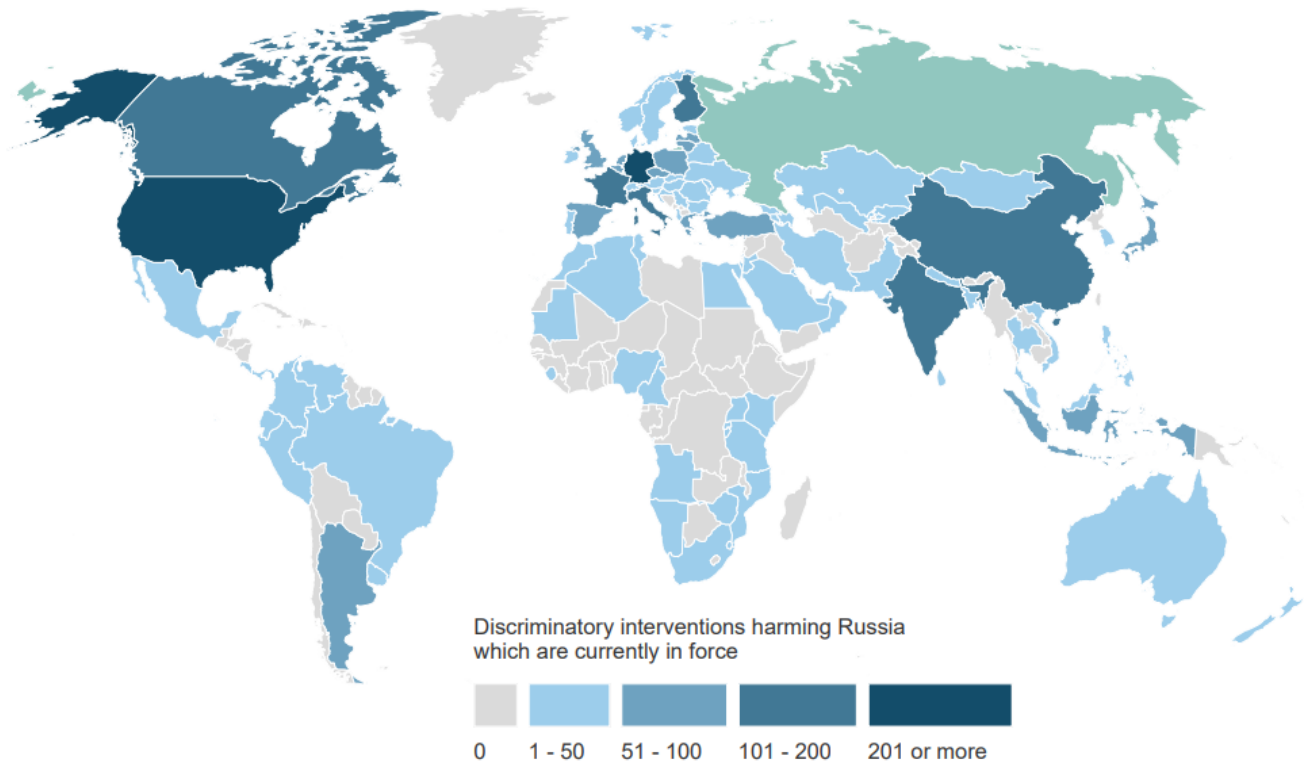 Discriminatory interventions harming Russia
which are currently in force
0 1 - 50 51 - 100 101 - 200 201 or more